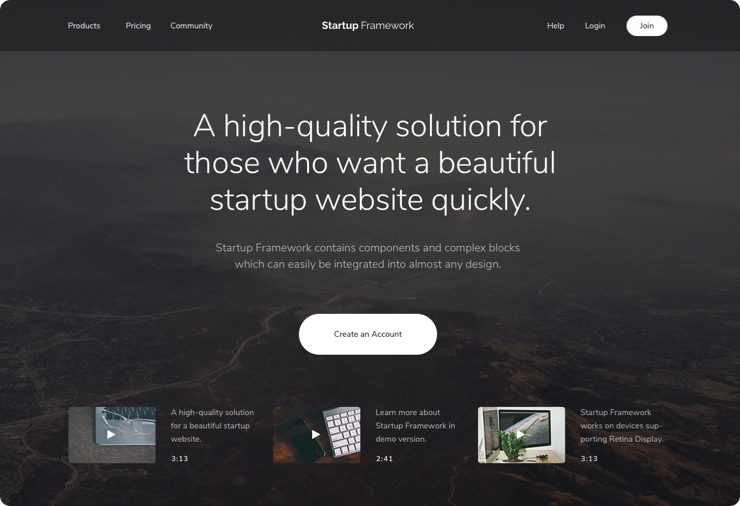 Products Pricing Community Startup Framework Help Login Join
A high-quality solution for
those who want a beautiful
startup website quickly.
Startup Framework contains components and complex blocks
which can easily be integrated into almost any design.
Create an Account
A high-quality solution
for a beautiful startup
website.
3:13
Learn more about
Startup Framework in
demo version.
2:41
Startup Framework
works on devices sup-
porting Retina Display.
3:13